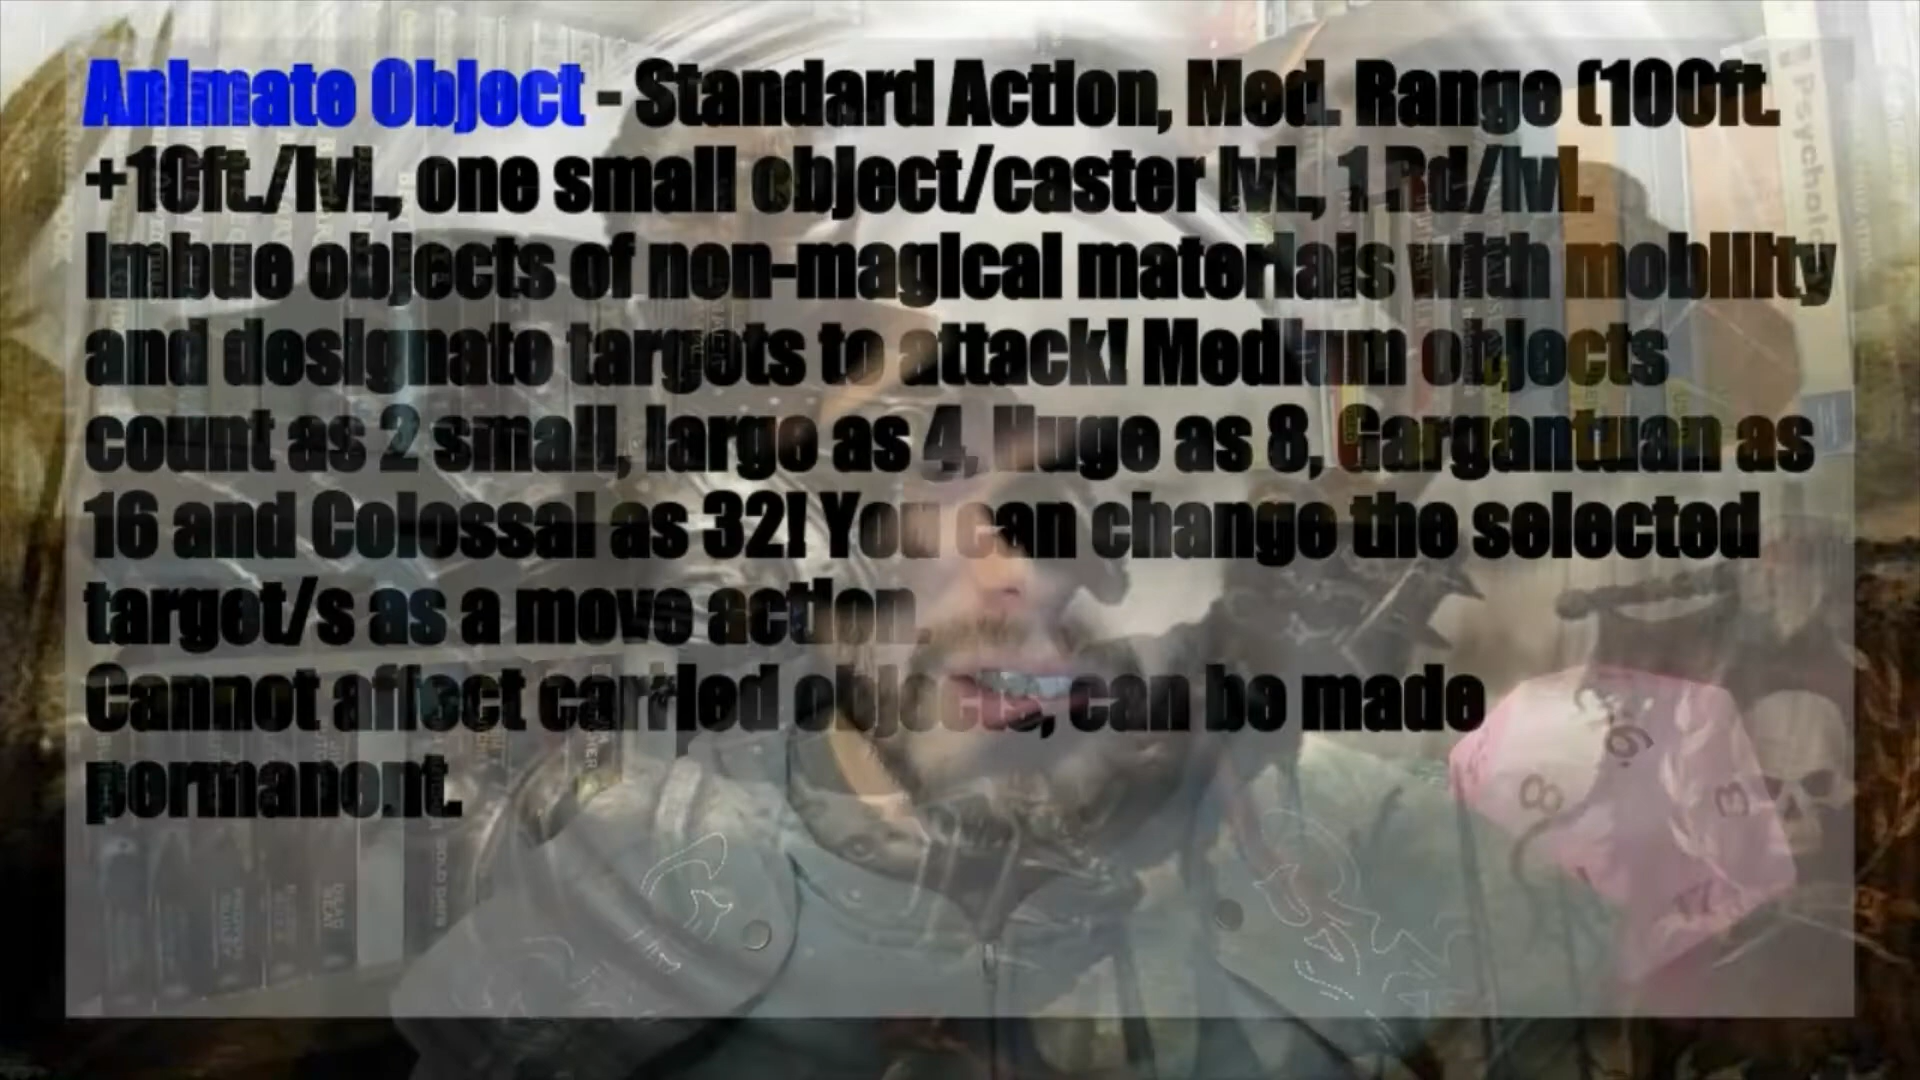 Animate Object - Standard Action, Med. Range (100ft.
+10ft./lvl., one small object/caster lvl., 1 Rd/lvl.
Imbue objects of non-magical materials with mobility
and designate targets to attack! Medium objects
count as 2 small, large as 4, Huge as 8, Gargantuan as
16 and Colossal as 32! You can change the selected
target/s as a move action.
Cannot affect carried objects, can be made
permanent.
8
6.
3